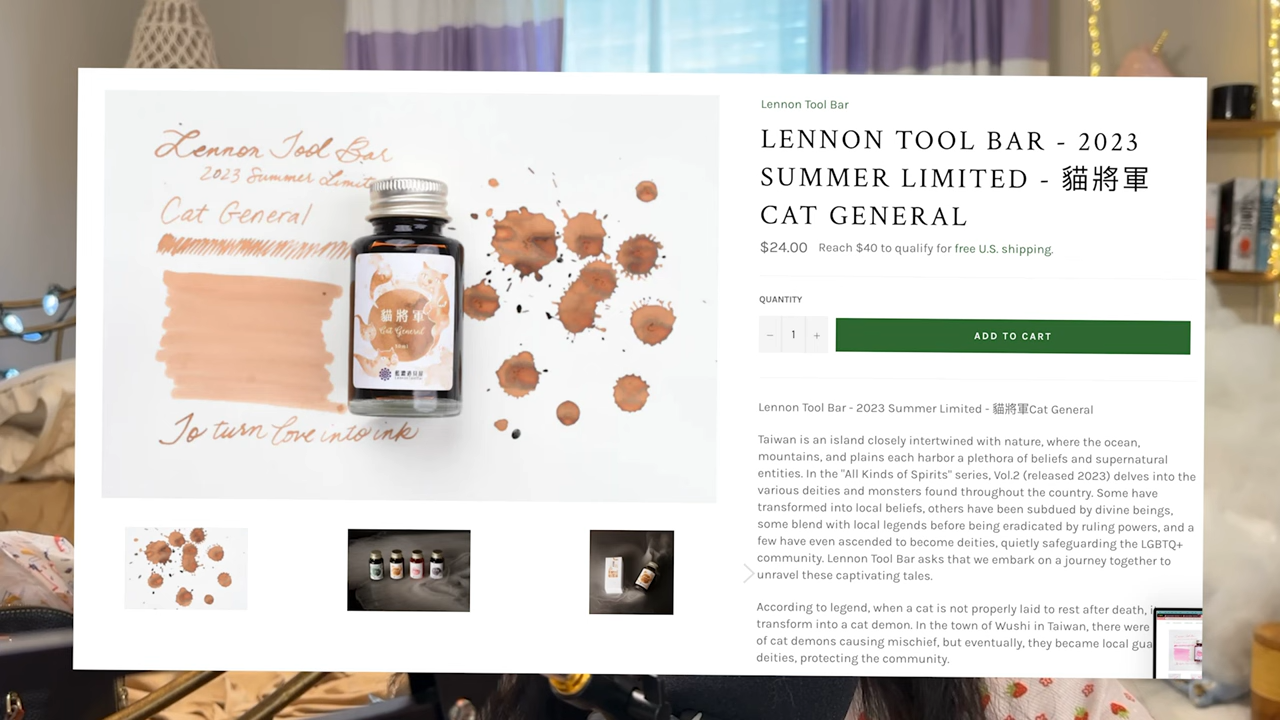 Lennon Tool Bar
2023 Summer Limit
Cat General
To turn love into ink
貓將軍
Cat General
Lennon Tool Bar
LENNON TOOL BAR - 2023
SUMMER LIMITED - 貓將軍
CAT GENERAL
$24.00 Reach $40 to qualify for free U.S. shipping.
QUANTITY
− 1 + ADD TO CART
Lennon Tool Bar - 2023 Summer Limited - 貓將軍Cat General
Taiwan is an island closely intertwined with nature, where the ocean,
mountains, and plains each harbor a plethora of beliefs and supernatural
entities. In the "All Kinds of Spirits" series, Vol.2 (released 2023) delves into the
various deities and monsters found throughout the country. Some have
transformed into local beliefs, others have been subdued by divine beings,
some blend with local legends before being eradicated by ruling powers, and a
few have even ascended to become deities, quietly safeguarding the LGBTQ+
community. Lennon Tool Bar asks that we embark on a journey together to
unravel these captivating tales.
According to legend, when a cat is not properly laid to rest after death, i
transform into a cat demon. In the town of Wushi in Taiwan, there were
of cat demons causing mischief, but eventually, they became local gua
deities, protecting the community.